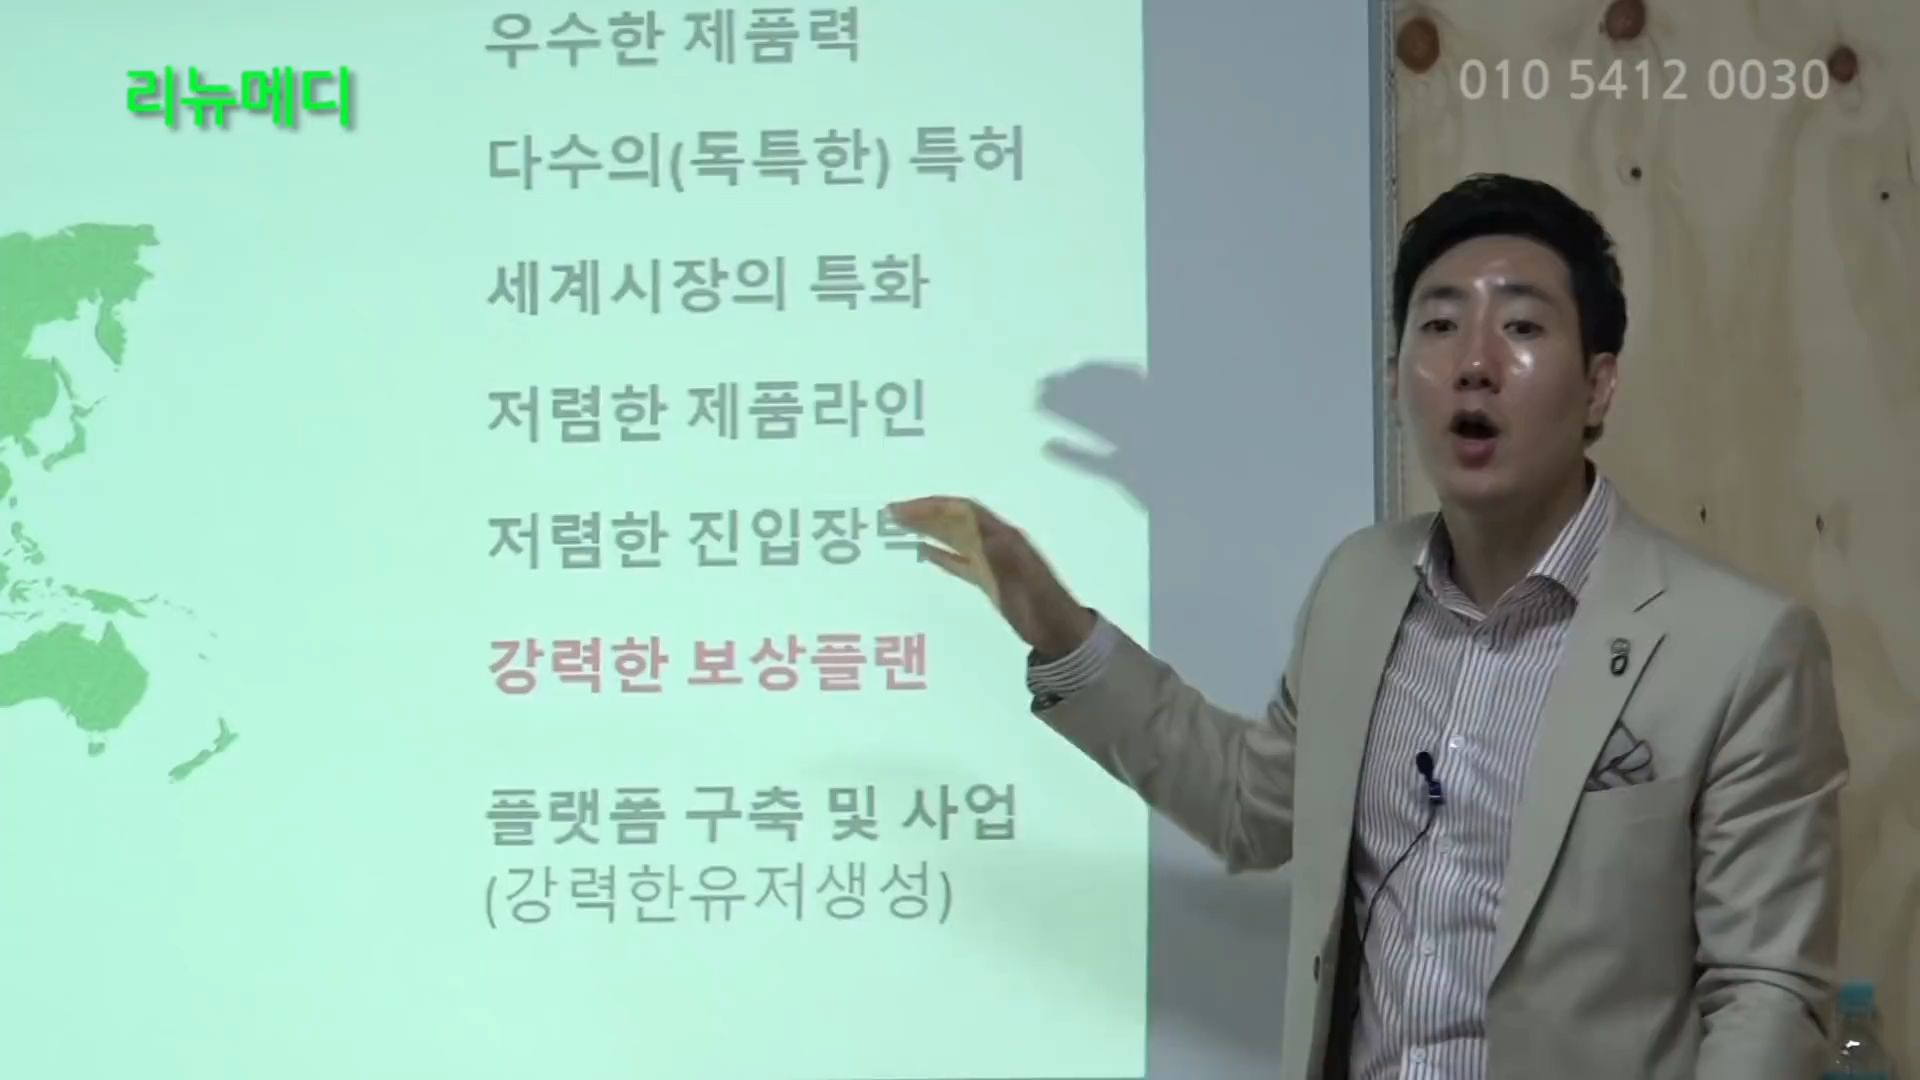 우수한 제품력
리뉴메디
010 5412 0030
다수의(독특한) 특허
세계시장의 특화
저렴한 제품라인
저렴한 진입장벽
강력한 보상플랜
플랫폼 구축 및 사업
(강력한유저생성)